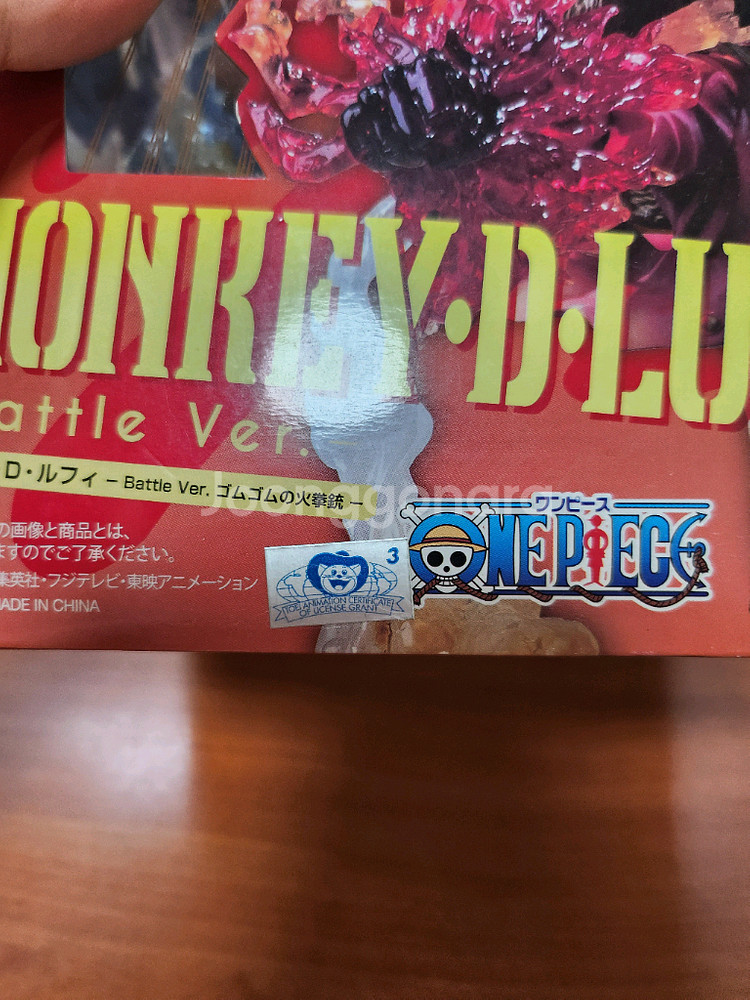 MONKEY·D·LU
attle Ver.
D・ルフィ – Battle Ver. ゴムゴムの火拳銃 –
Joonggonara
の画像と商品とは、
ますのでご了承ください。
集英社・フジテレビ・東映アニメーション
MADE IN CHINA
3
TOEI ANIMATION CERTIFICATE
OF LICENSE GRANT
ワンピース
ONE PIECE